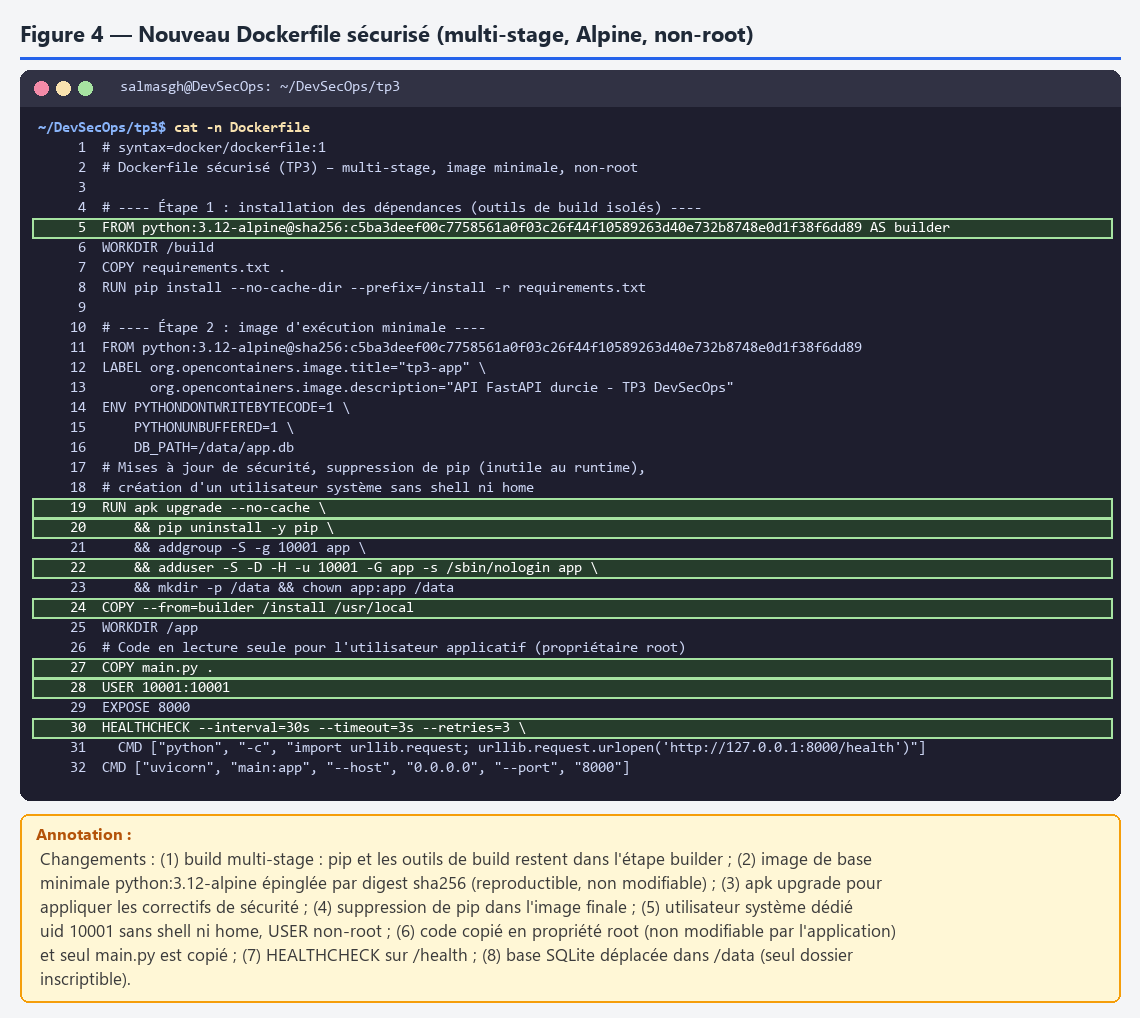 Figure 4 — Nouveau Dockerfile sécurisé (multi-stage, Alpine, non-root)
salmasgh@DevSecOps: ~/DevSecOps/tp3
~/DevSecOps/tp3$ cat -n Dockerfile
1 # syntax=docker/dockerfile:1
2 # Dockerfile sécurisé (TP3) – multi-stage, image minimale, non-root
3
4 # ---- Étape 1 : installation des dépendances (outils de build isolés) ----
5 FROM python:3.12-alpine@sha256:c5ba3deef00c7758561a0f03c26f44f10589263d40e732b8748e0d1f38f6dd89 AS builder
6 WORKDIR /build
7 COPY requirements.txt .
8 RUN pip install --no-cache-dir --prefix=/install -r requirements.txt
9
10 # ---- Étape 2 : image d'exécution minimale ----
11 FROM python:3.12-alpine@sha256:c5ba3deef00c7758561a0f03c26f44f10589263d40e732b8748e0d1f38f6dd89
12 LABEL org.opencontainers.image.title="tp3-app" \
13       org.opencontainers.image.description="API FastAPI durcie - TP3 DevSecOps"
14 ENV PYTHONDONTWRITEBYTECODE=1 \
15     PYTHONUNBUFFERED=1 \
16     DB_PATH=/data/app.db
17 # Mises à jour de sécurité, suppression de pip (inutile au runtime),
18 # création d'un utilisateur système sans shell ni home
19 RUN apk upgrade --no-cache \
20     && pip uninstall -y pip \
21     && addgroup -S -g 10001 app \
22     && adduser -S -D -H -u 10001 -G app -s /sbin/nologin app \
23     && mkdir -p /data && chown app:app /data
24 COPY --from=builder /install /usr/local
25 WORKDIR /app
26 # Code en lecture seule pour l'utilisateur applicatif (propriétaire root)
27 COPY main.py .
28 USER 10001:10001
29 EXPOSE 8000
30 HEALTHCHECK --interval=30s --timeout=3s --retries=3 \
31   CMD ["python", "-c", "import urllib.request; urllib.request.urlopen('http://127.0.0.1:8000/health')"]
32 CMD ["uvicorn", "main:app", "--host", "0.0.0.0", "--port", "8000"]
Annotation :
Changements : (1) build multi-stage : pip et les outils de build restent dans l'étape builder ; (2) image de base
minimale python:3.12-alpine épinglée par digest sha256 (reproductible, non modifiable) ; (3) apk upgrade pour
appliquer les correctifs de sécurité ; (4) suppression de pip dans l'image finale ; (5) utilisateur système dédié
uid 10001 sans shell ni home, USER non-root ; (6) code copié en propriété root (non modifiable par l'application)
et seul main.py est copié ; (7) HEALTHCHECK sur /health ; (8) base SQLite déplacée dans /data (seul dossier
inscriptible).